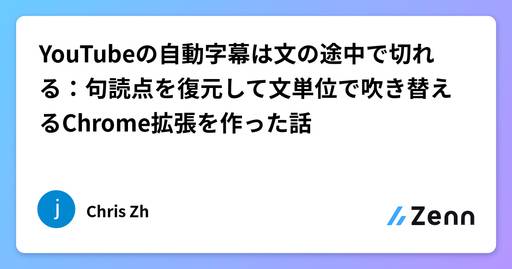 YouTubeの自動字幕は文の途中で切れ
る：句読点を復元して文単位で吹き替え
るChrome拡張を作った話
j
Chris Zh
Zenn